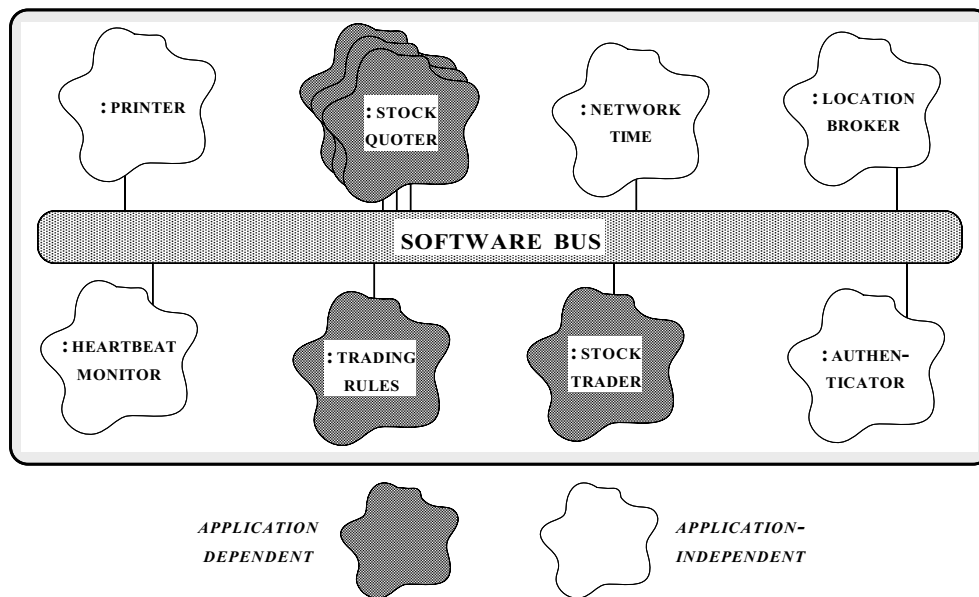 : PRINTER
: STOCK
QUOTER
: NETWORK
TIME
: LOCATION
BROKER
SOFTWARE BUS
: HEARTBEAT
MONITOR
: TRADING
RULES
: STOCK
TRADER
: AUTHEN-
TICATOR
APPLICATION
DEPENDENT
APPLICATION-
INDEPENDENT